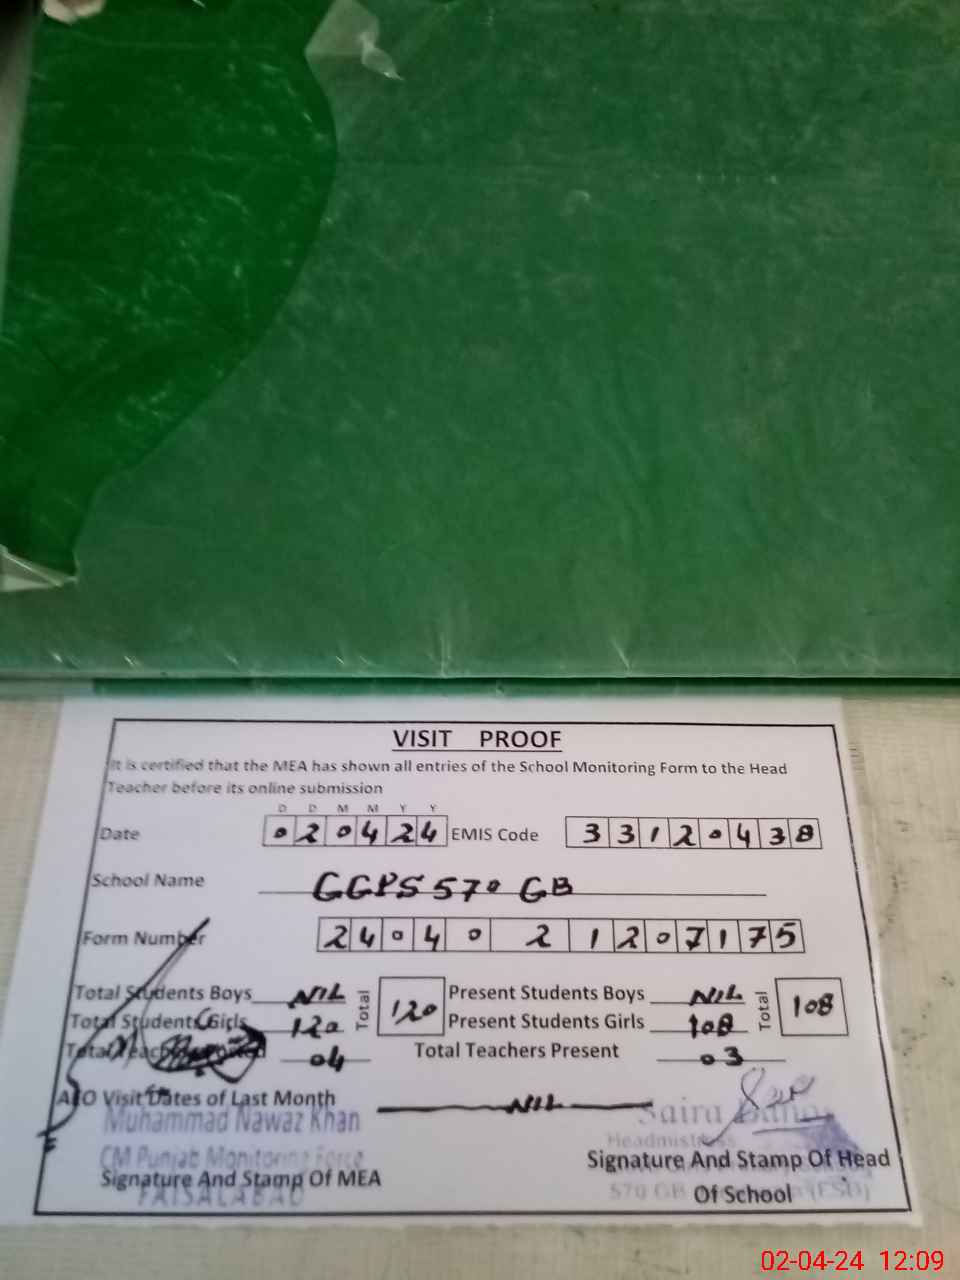 VISIT PROOF
It is certified that the MEA has shown all entries of the School Monitoring Form to the Head
Teacher before its online submission
D D M M Y Y
Date 0 2 0 4 2 4 EMIS Code 3 3 1 2 0 4 3 8
School Name GGPS 570 GB
Form Number 2 4 0 4 0 2 1 2 0 7 1 7 5
Total Students Boys NIL Total 120 Present Students Boys NIL Total 108
Total Students Girls 120 Present Students Girls 108
Total 04 Total Teachers Present 03
AEO Visit Dates of Last Month NIL
Muhammad Nawaz Khan Saira
CM Punjab Monitoring Force Headmistress
Signature And Stamp Of MEA Signature And Stamp Of Head
FAISALABAD 570 GB (FSD)
Of School
02-04-24 12:09